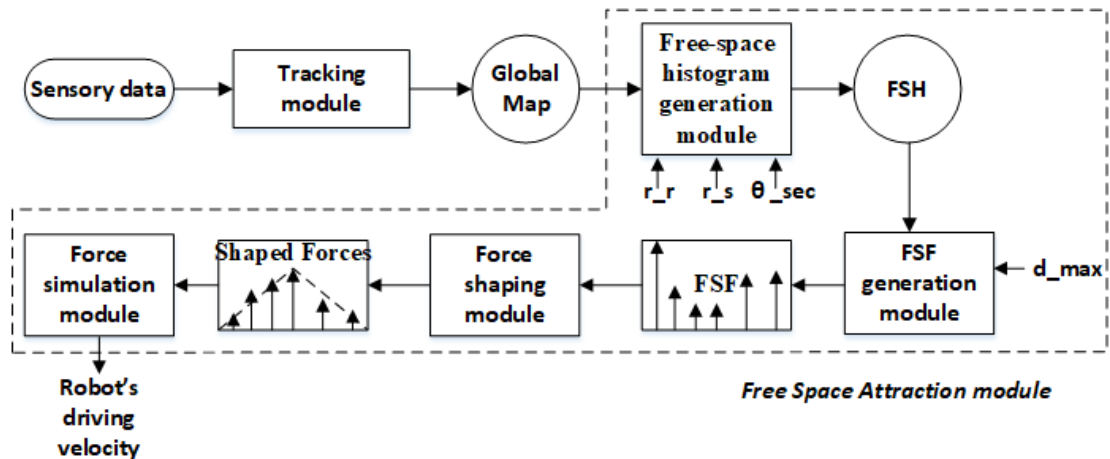 Sensory data
Tracking
module
Global
Map
Free-space
histogram
generation
module
FSH
r_r
r_s
θ_sec
Force
simulation
module
Shaped Forces
Force
shaping
module
FSF
FSF
generation
module
d_max
Robot's
driving
velocity
Free Space Attraction module